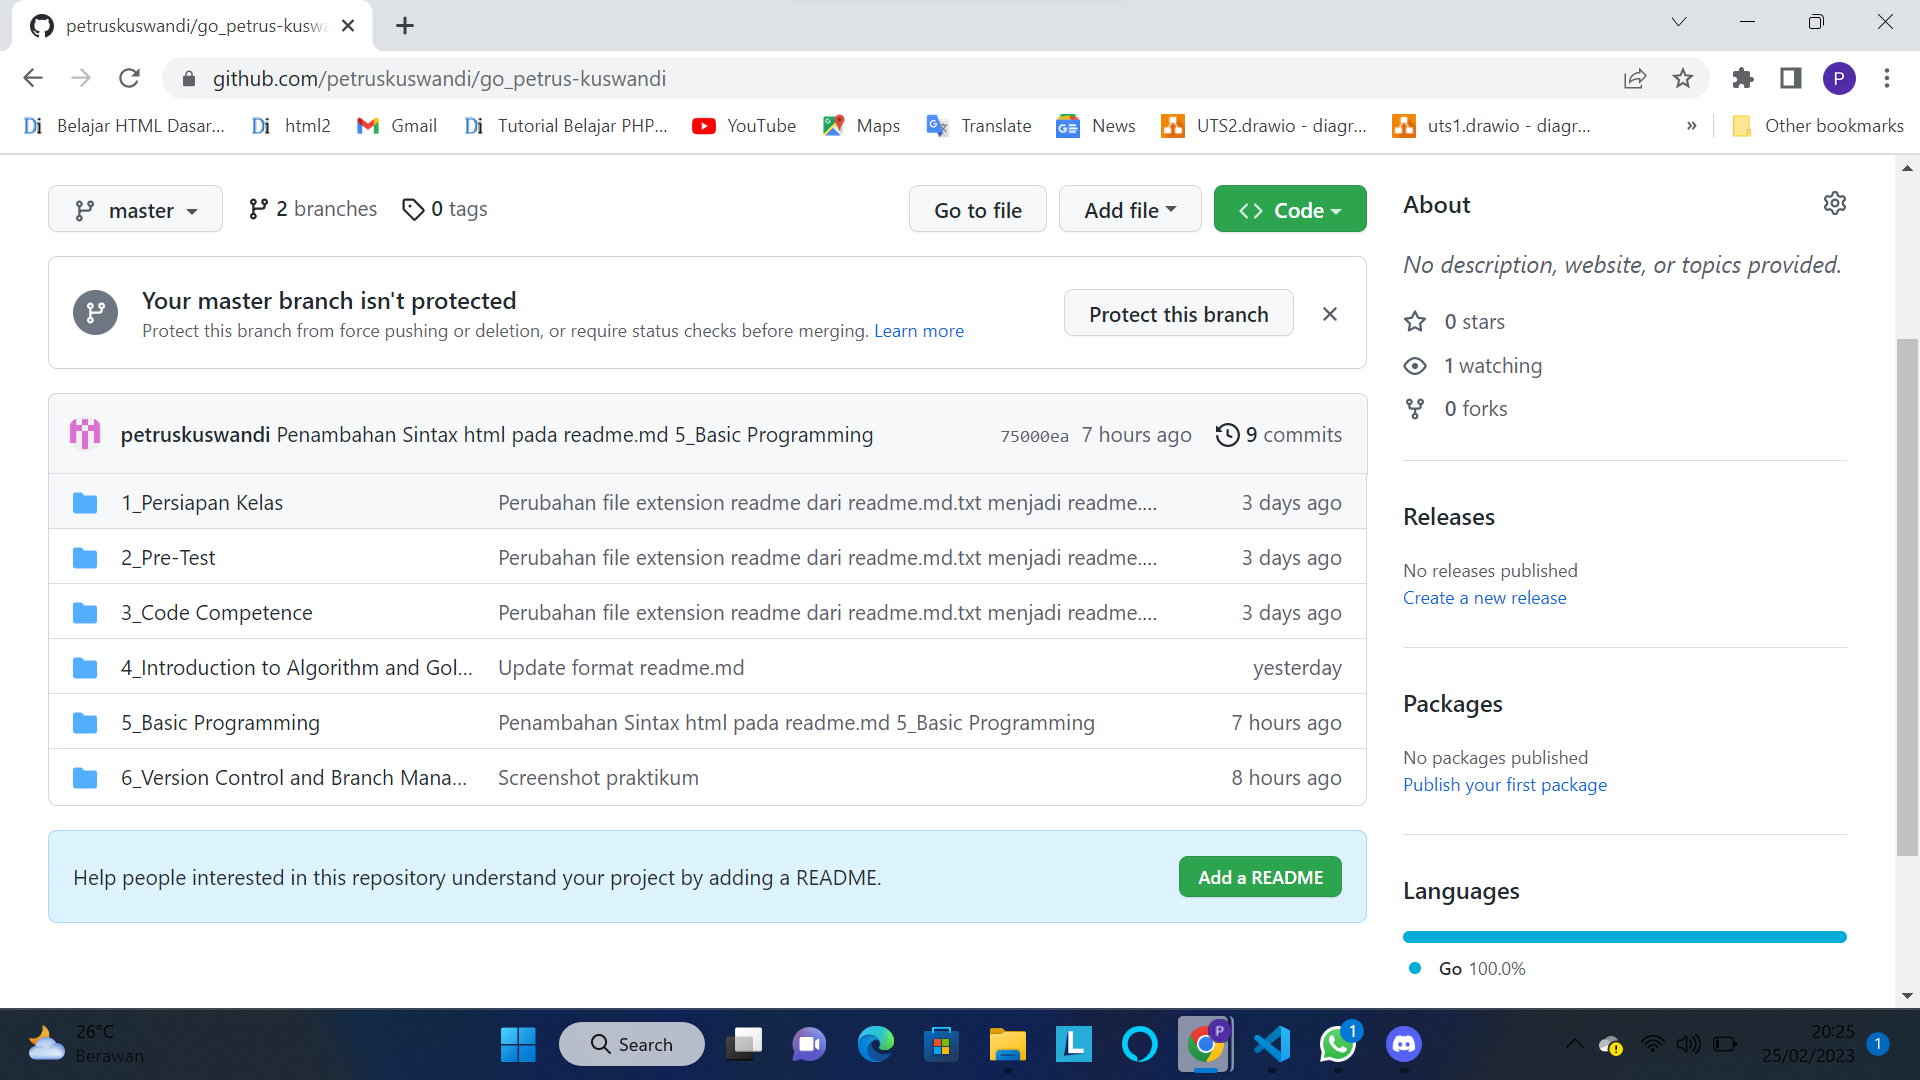 petruskuswandi/go_petrus-kuswa
github.com/petruskuswandi/go_petrus-kuswandi
P
Belajar HTML Dasar... html2 Gmail Tutorial Belajar PHP... YouTube Maps Translate News UTS2.drawio - diagr... uts1.drawio - diagr... » Other bookmarks
master 2 branches 0 tags Go to file Add file Code
Your master branch isn't protected
Protect this branch from force pushing or deletion, or require status checks before merging. Learn more
Protect this branch
petruskuswandi Penambahan Sintax html pada readme.md 5_Basic Programming 75000ea 7 hours ago 9 commits
1_Persiapan Kelas Perubahan file extension readme dari readme.md.txt menjadi readme.... 3 days ago
2_Pre-Test Perubahan file extension readme dari readme.md.txt menjadi readme.... 3 days ago
3_Code Competence Perubahan file extension readme dari readme.md.txt menjadi readme.... 3 days ago
4_Introduction to Algorithm and Gol... Update format readme.md yesterday
5_Basic Programming Penambahan Sintax html pada readme.md 5_Basic Programming 7 hours ago
6_Version Control and Branch Mana... Screenshot praktikum 8 hours ago
Help people interested in this repository understand your project by adding a README. Add a README
About
No description, website, or topics provided.
0 stars
1 watching
0 forks
Releases
No releases published
Create a new release
Packages
No packages published
Publish your first package
Languages
Go 100.0%
26°C
Berawan
Search
1
20:25
25/02/2023
1